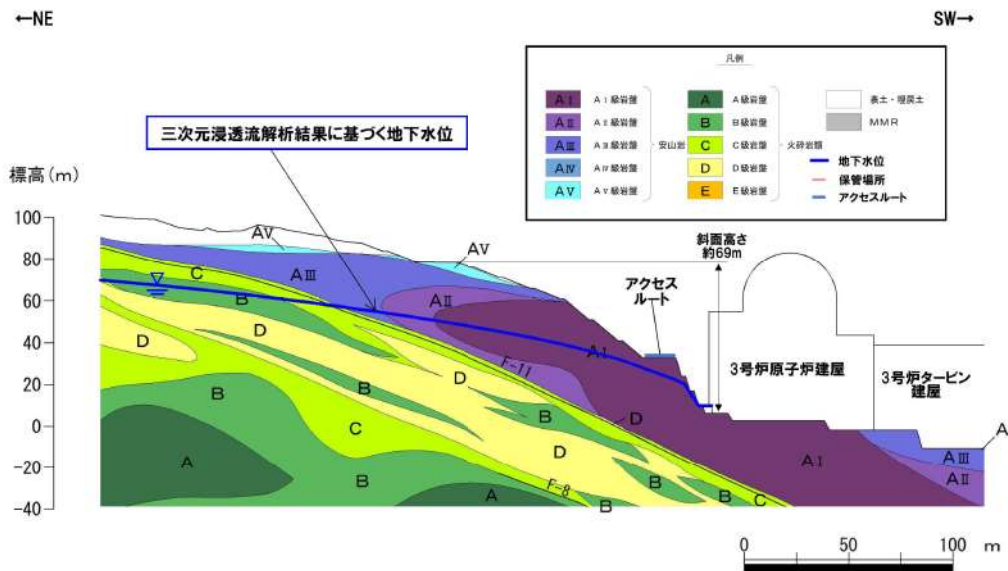 ←NE
SW→
凡例
AⅠ AⅠ級岩盤
AⅡ AⅡ級岩盤
AⅢ AⅢ級岩盤
AⅣ AⅣ級岩盤
AⅤ AⅤ級岩盤
安山岩
A A級岩盤
B B級岩盤
C C級岩盤
D D級岩盤
E E級岩盤
火砕岩類
表土・埋戻土
MMR
地下水位
保管場所
アクセスルート
三次元浸透流解析結果に基づく地下水位
標高(m)
100
80
60
40
20
0
-20
-40
AⅤ
AⅤ
AⅢ
C
B
AⅡ
D
D
AⅠ
F-11
D
B
B
B
D
C
D
A
B
A
F-8
B
B
B
C
AⅠ
AⅢ
AⅡ
A
斜面高さ
約69m
アクセス
ルート
3号炉原子炉建屋
3号炉タービン
建屋
0
50
100
m